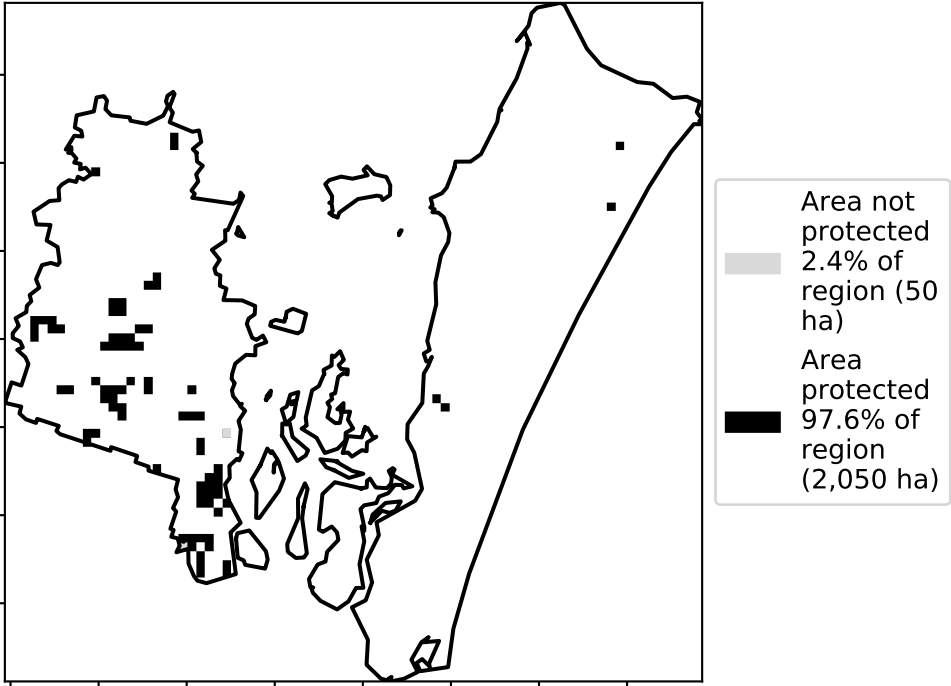 Area not
protected
2.4% of
region (50
ha)
Area
protected
97.6% of
region
(2,050 ha)